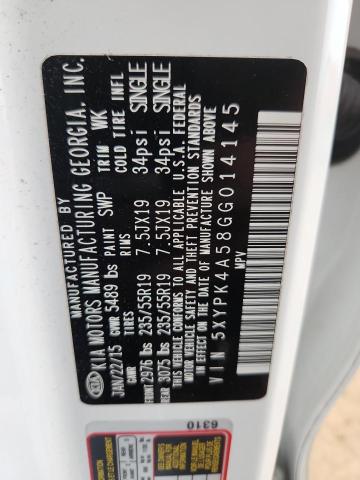 MANUFACTURED BY
KIA KIA MOTORS MANUFACTURING GEORGIA, INC.
JAN/22/15 PAINT SWP TRIM WK
GVWR 5489 lbs
TIRES RIMS COLD TIRE INFL
FRONT 2976 lbs 235/55R19 7.5JX19 34psi SINGLE
REAR 3075 lbs 235/55R19 7.5JX19 34psi SINGLE
THIS VEHICLE CONFORMS TO ALL APPLICABLE U.S.A. FEDERAL
MOTOR VEHICLE SAFETY AND THEFT PREVENTION STANDARDS
IN EFFECT ON THE DATE OF MANUFACTURE SHOWN ABOVE
VIN 5XYPK4A58GG014145
MPV
6310